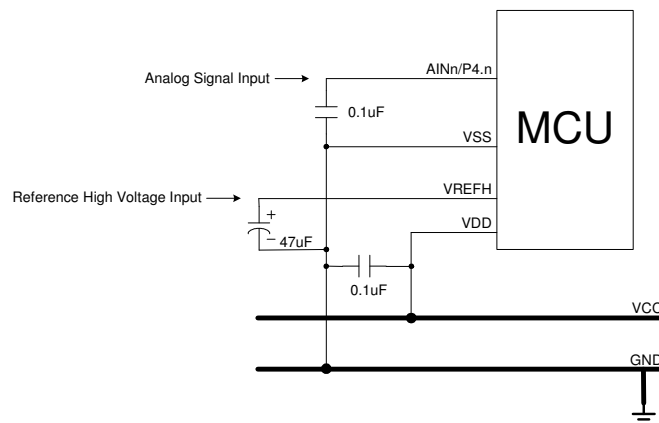 AINn/P4.n
Analog Signal Input
0.1uF
MCU
VSS
VREFH
Reference High Voltage Input
VDD
+
47uF
0.1uF
VCC
GND